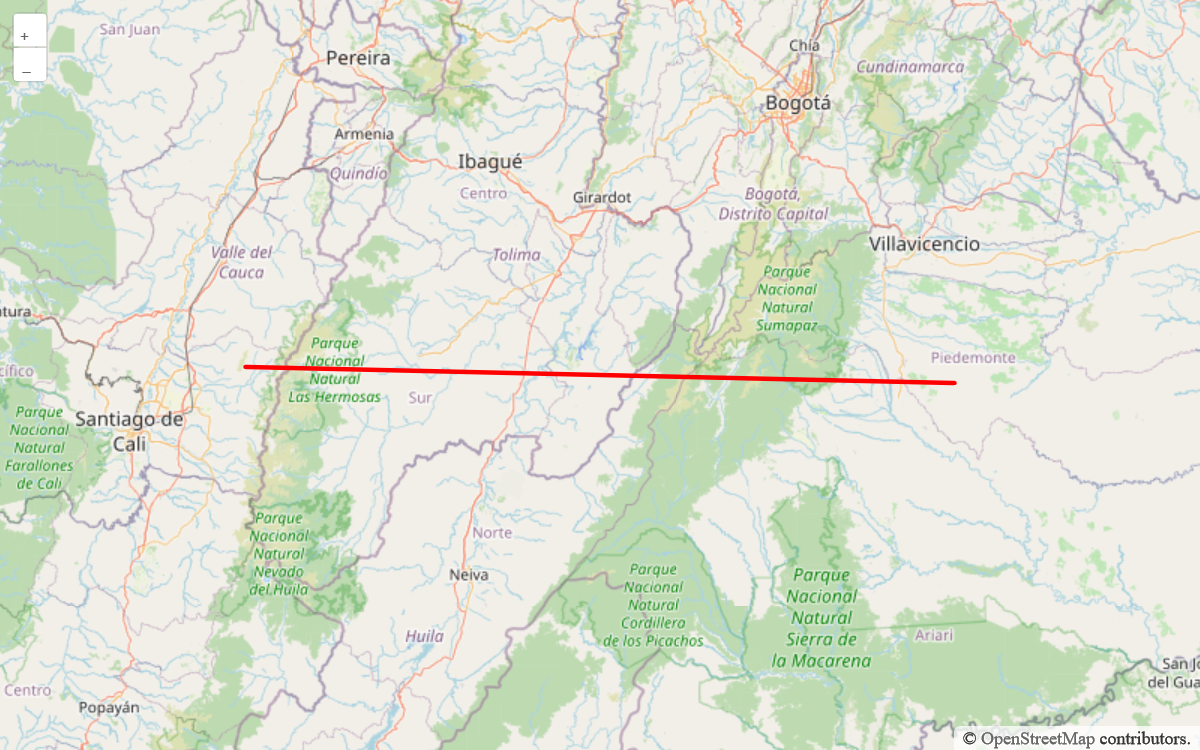 +
–
San Juan
Pereira
Chía
Cundinamarca
Bogotá
Armenia
Ibagué
Quindío
Centro
Girardot
Bogotá,
Distrito Capital
Villavicencio
Valle del
Cauca
Tolima
Parque
Nacional
Natural
Sumapaz
tura
Parque
Nacional
Natural
Las Hermosas
Piedemonte
cífico
Sur
Santiago de
Cali
Parque
Nacional
Natural
Farallones
de Cali
Parque
Nacional
Natural
Nevado
del Huila
Norte
Neiva
Parque
Nacional
Natural
Cordillera
de los Picachos
Parque
Nacional
Natural
Sierra de
la Macarena
Huila
Ariari
San Jo
del Gua
Centro
Popayán
© OpenStreetMap contributors.